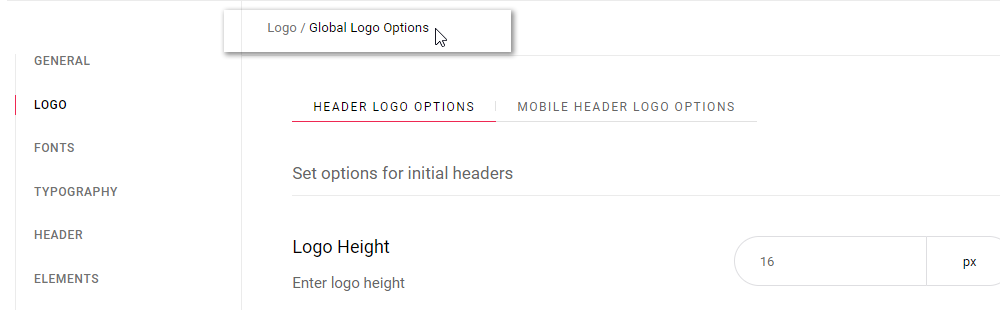 Logo / Global Logo Options
GENERAL
LOGO
FONTS
TYPOGRAPHY
HEADER
ELEMENTS
HEADER LOGO OPTIONS
MOBILE HEADER LOGO OPTIONS
Set options for initial headers
Logo Height
Enter logo height
16
px